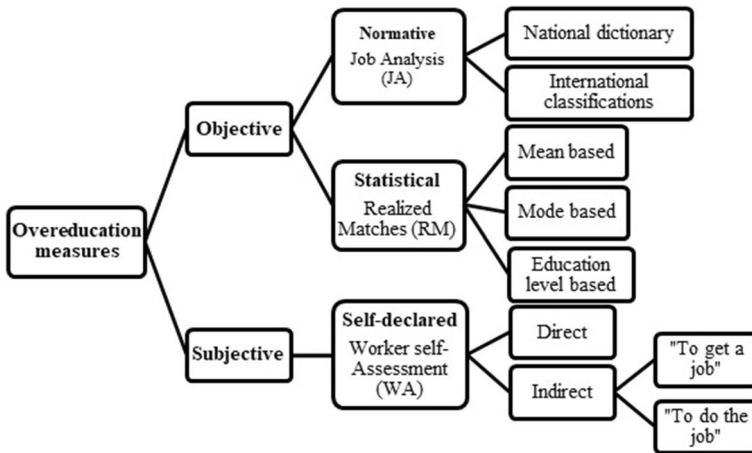 Overeducation
measures
Objective
Subjective
Normative
Job Analysis
(JA)
Statistical
Realized
Matches (RM)
Self-declared
Worker self-
Assessment
(WA)
National dictionary
International
classifications
Mean based
Mode based
Education
level based
Direct
Indirect
"To get a
job"
"To do the
job"